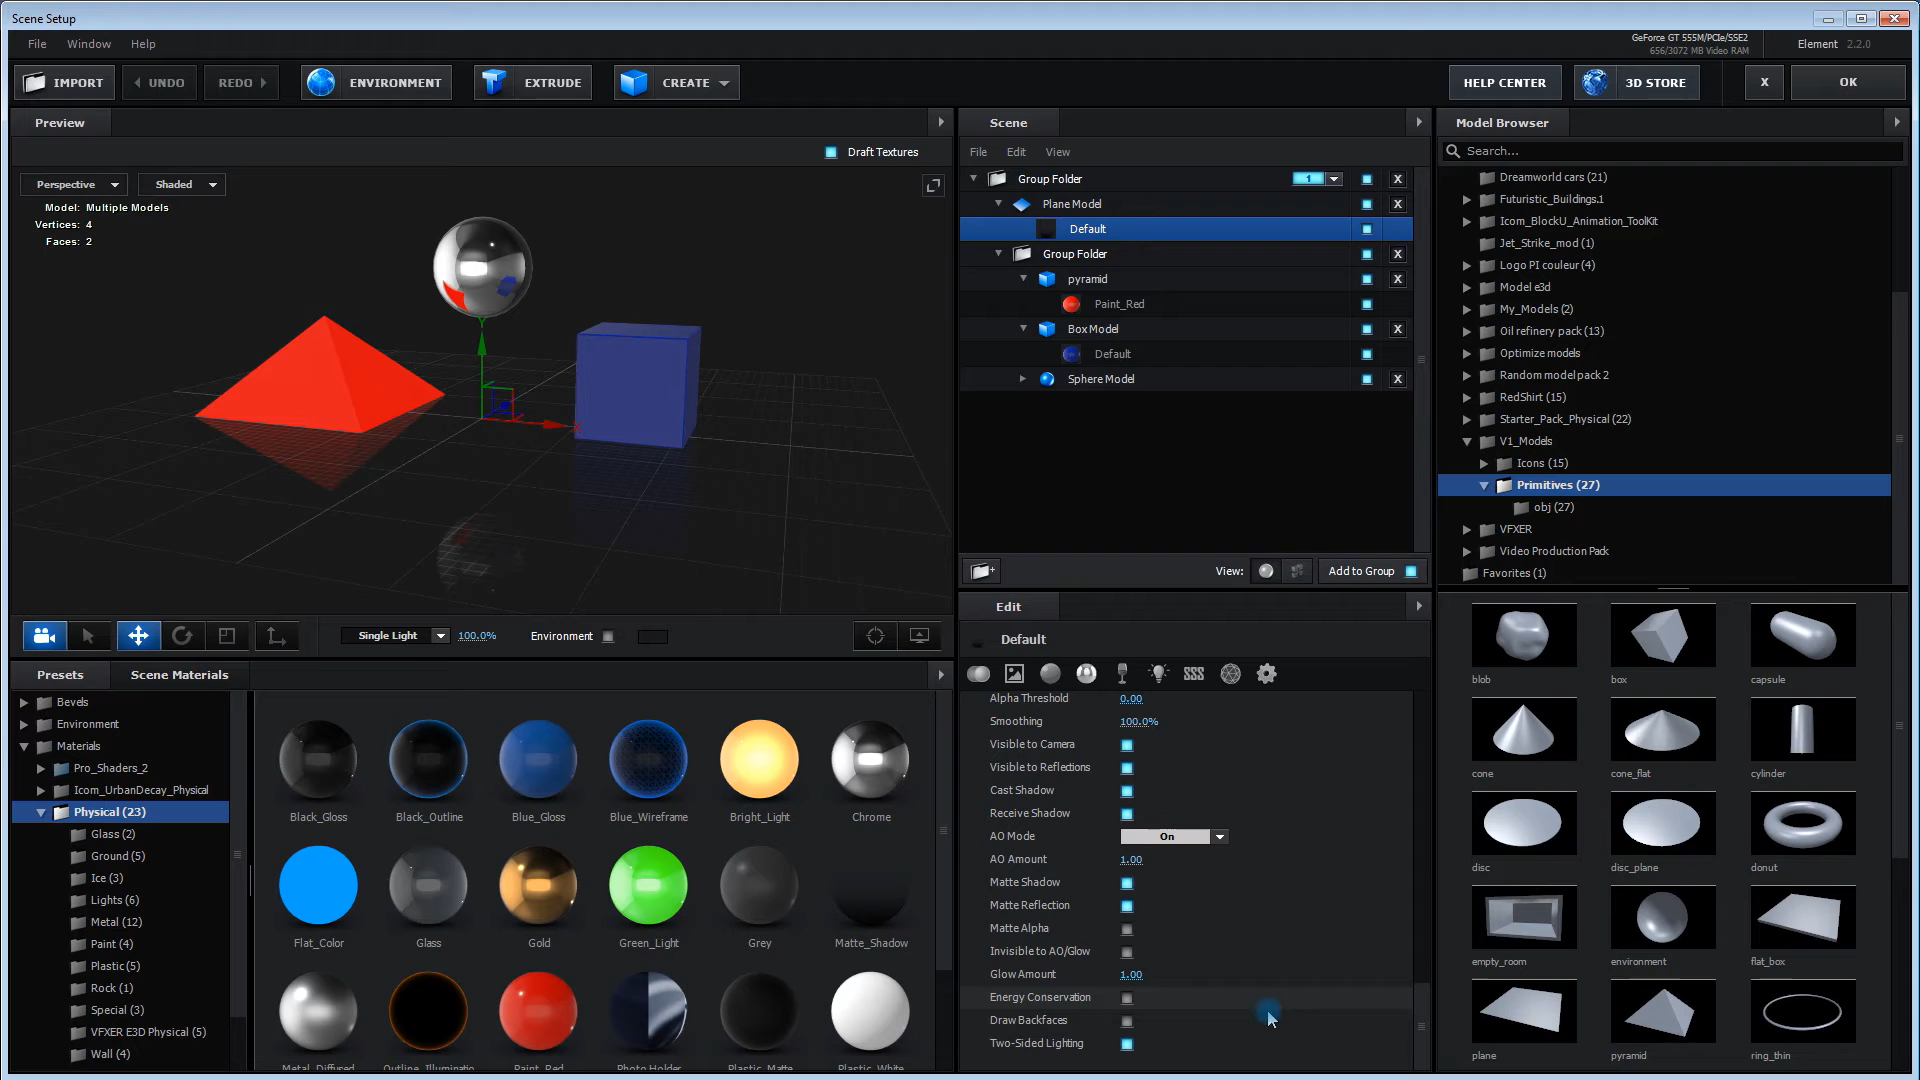 Scene Setup
File Window Help
GeForce GT 555M/PCIe/SSE2
656/3072 MB Video RAM
Element 2.2.0
IMPORT UNDO REDO ENVIRONMENT EXTRUDE CREATE HELP CENTER 3D STORE X OK
Preview
Draft Textures
Perspective Shaded
Model: Multiple Models
Vertices: 4
Faces: 2
Y
X
Single Light 100.0% Environment
Scene
File Edit View
Group Folder 1 X
Plane Model X
Default
Group Folder X
pyramid X
Paint_Red
Box Model X
Default
Sphere Model X
View: Add to Group
Model Browser
Search...
Dreamworld cars (21)
Futuristic_Buildings.1
Icom_BlockU_Animation_ToolKit
Jet_Strike_mod (1)
Logo PI couleur (4)
Model e3d
My_Models (2)
Oil refinery pack (13)
Optimize models
Random model pack 2
RedShirt (15)
Starter_Pack_Physical (22)
V1_Models
Icons (15)
Primitives (27)
obj (27)
VFXER
Video Production Pack
Favorites (1)
Presets Scene Materials
Bevels
Environment
Materials
Pro_Shaders_2
Icom_UrbanDecay_Physical
Physical (23)
Glass (2)
Ground (5)
Ice (3)
Lights (6)
Metal (12)
Paint (4)
Plastic (5)
Rock (1)
Special (3)
VFXER E3D Physical (5)
Wall (4)
Black_Gloss Black_Outline Blue_Gloss Blue_Wireframe Bright_Light Chrome
Flat_Color Glass Gold Green_Light Grey Matte_Shadow
Metal_Diffused Outline_Illuminatio Paint_Red Photo Holder Plastic_Matte Plastic_White
Edit
Default
SSS
Alpha Threshold 0.00
Smoothing 100.0%
Visible to Camera
Visible to Reflections
Cast Shadow
Receive Shadow
AO Mode On
AO Amount 1.00
Matte Shadow
Matte Reflection
Matte Alpha
Invisible to AO/Glow
Glow Amount 1.00
Energy Conservation
Draw Backfaces
Two-Sided Lighting
blob box capsule
cone cone_flat cylinder
disc disc_plane donut
empty_room environment flat_box
plane pyramid ring_thin